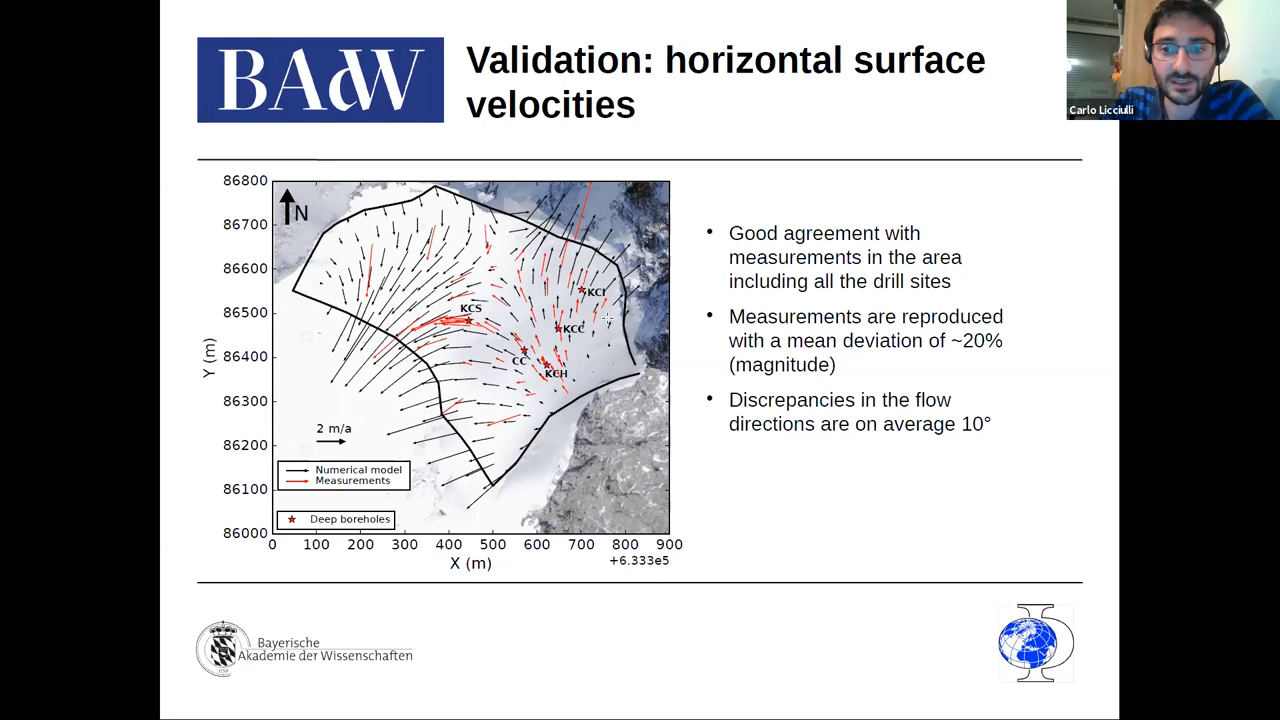 BAdW
Validation: horizontal surface
velocities
Carlo Licciulli
86800
86700
86600
86500
86400
86300
86200
86100
86000
Y (m)
N
KCI
KCS
KCC
CC
KCH
2 m/a
Numerical model
Measurements
Deep boreholes
0 100 200 300 400 500 600 700 800 900
X (m)
+6.333e5
• Good agreement with
measurements in the area
including all the drill sites
• Measurements are reproduced
with a mean deviation of ~20%
(magnitude)
• Discrepancies in the flow
directions are on average 10°
1759
Bayerische
Akademie der Wissenschaften